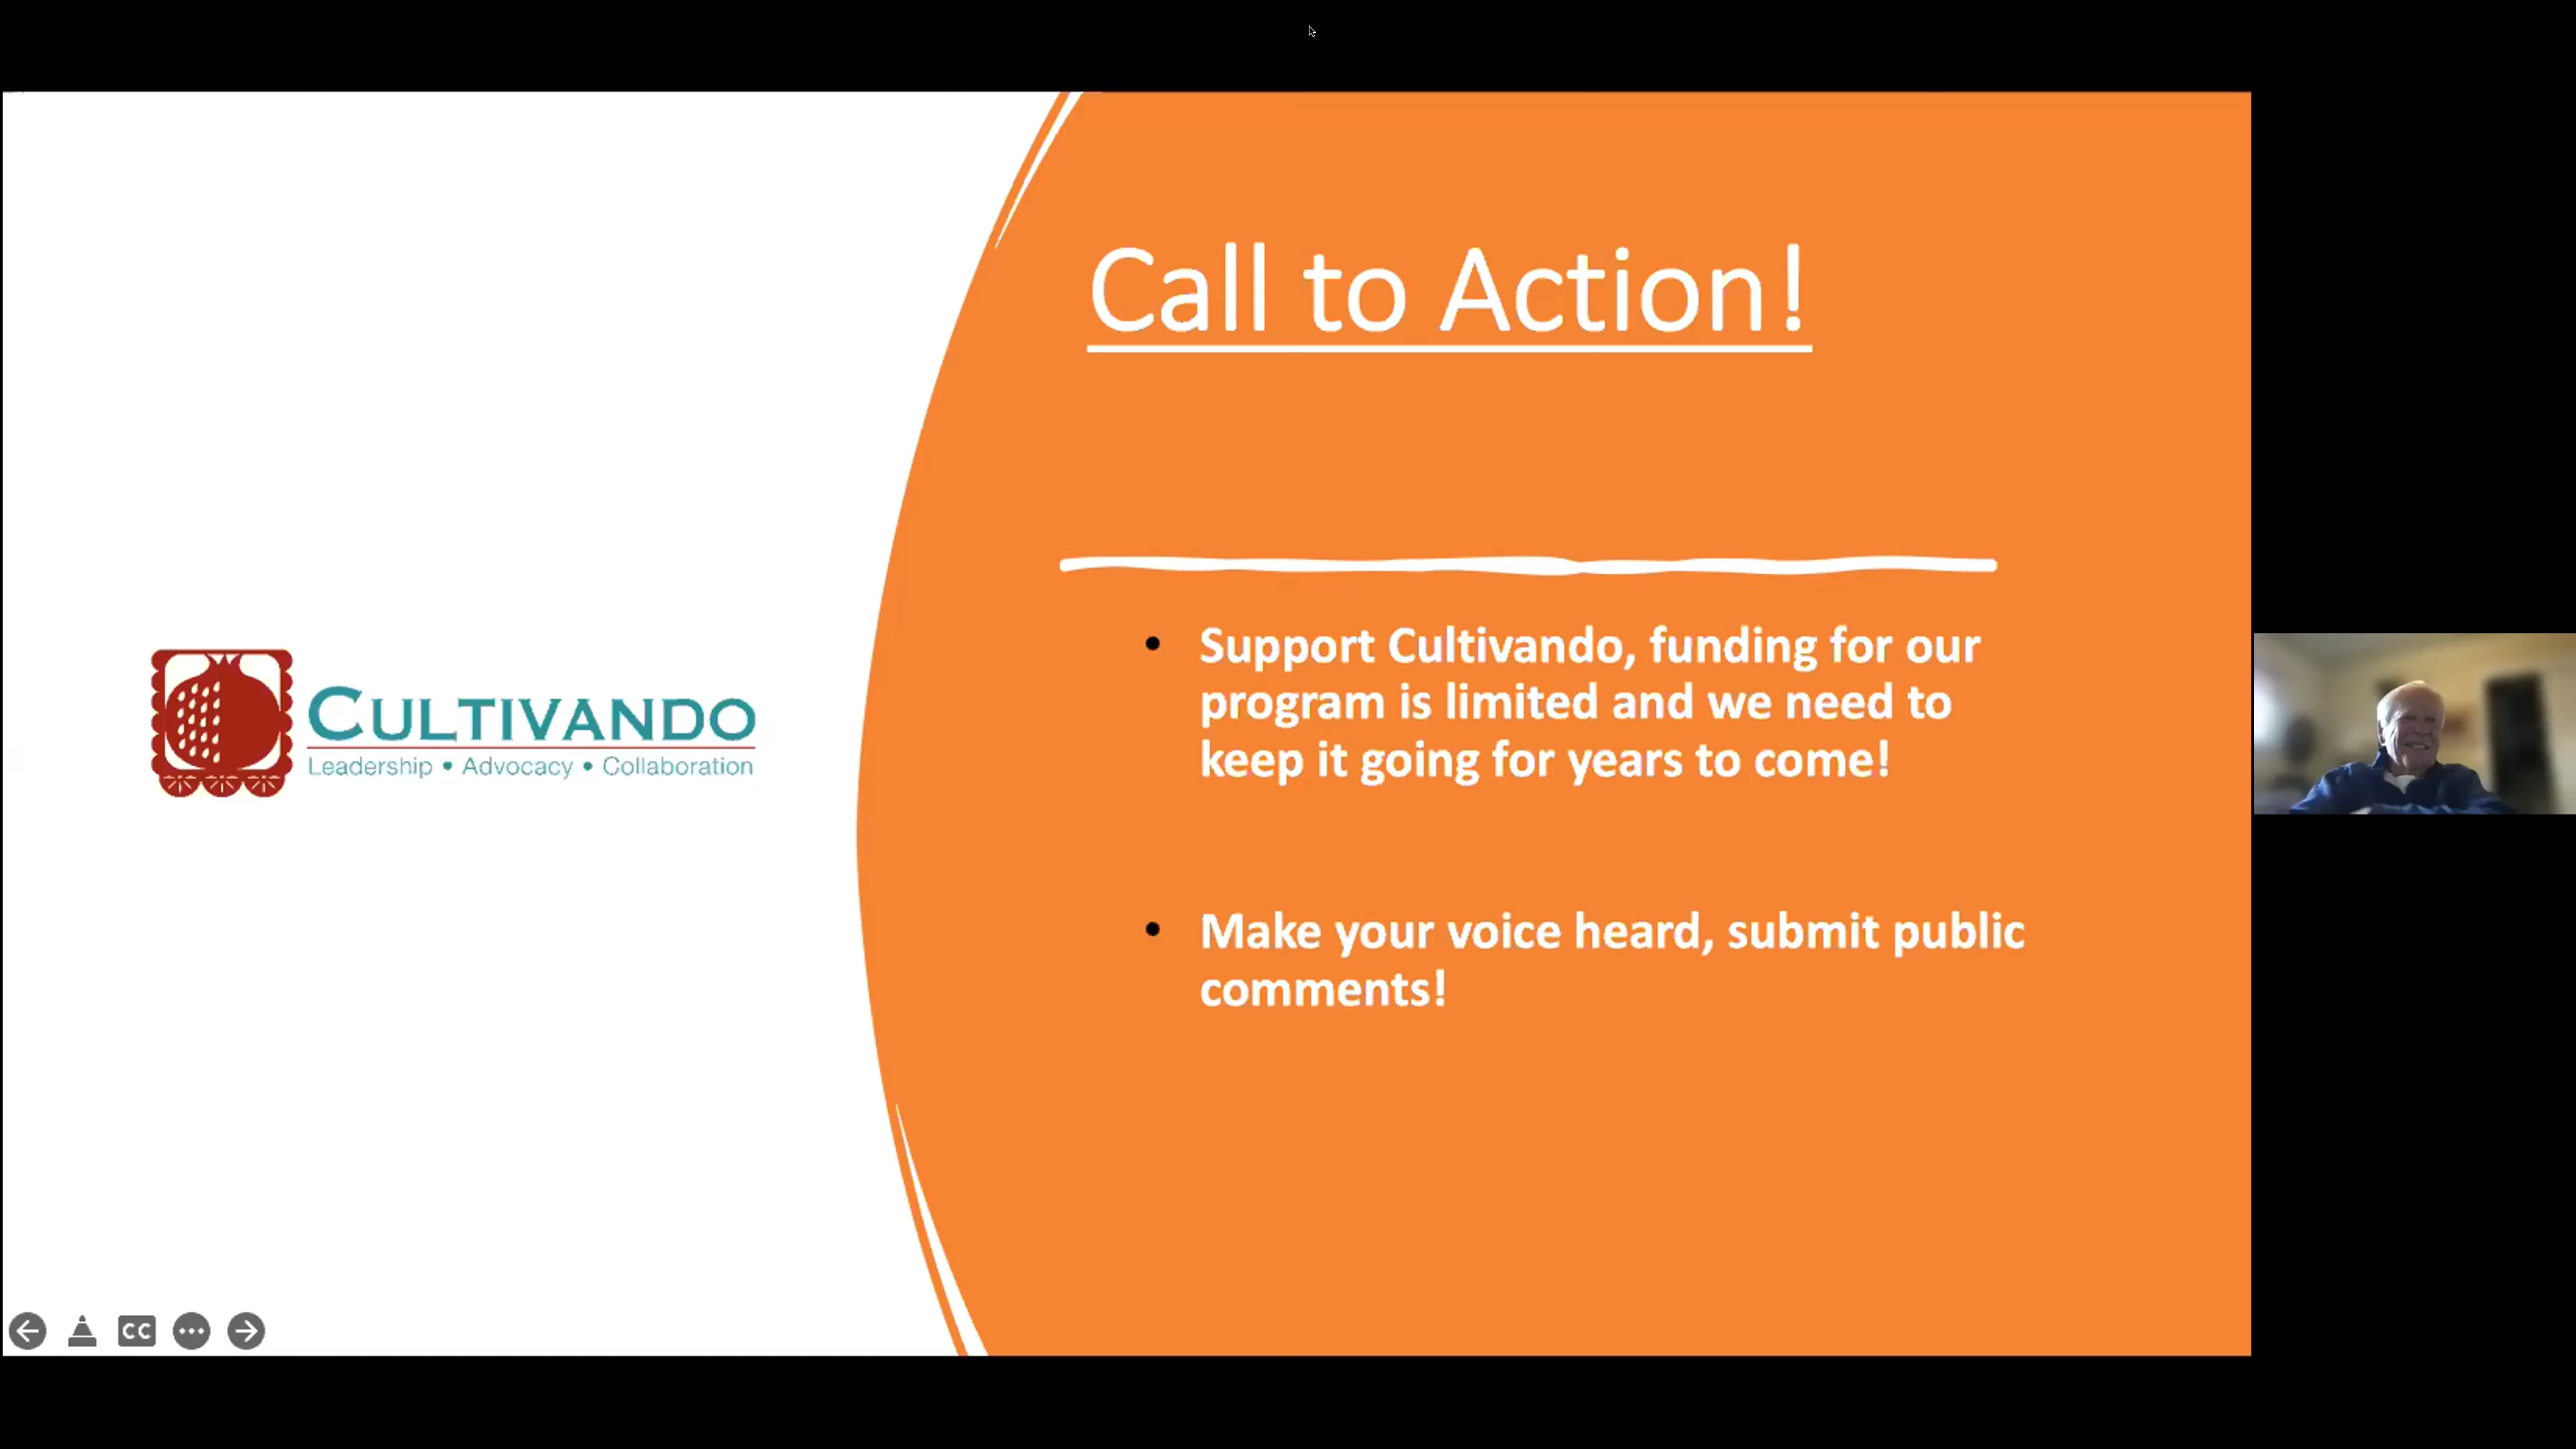 CULTIVANDO
Leadership • Advocacy • Collaboration
Call to Action!
• Support Cultivando, funding for our
program is limited and we need to
keep it going for years to come!
• Make your voice heard, submit public
comments!
CC